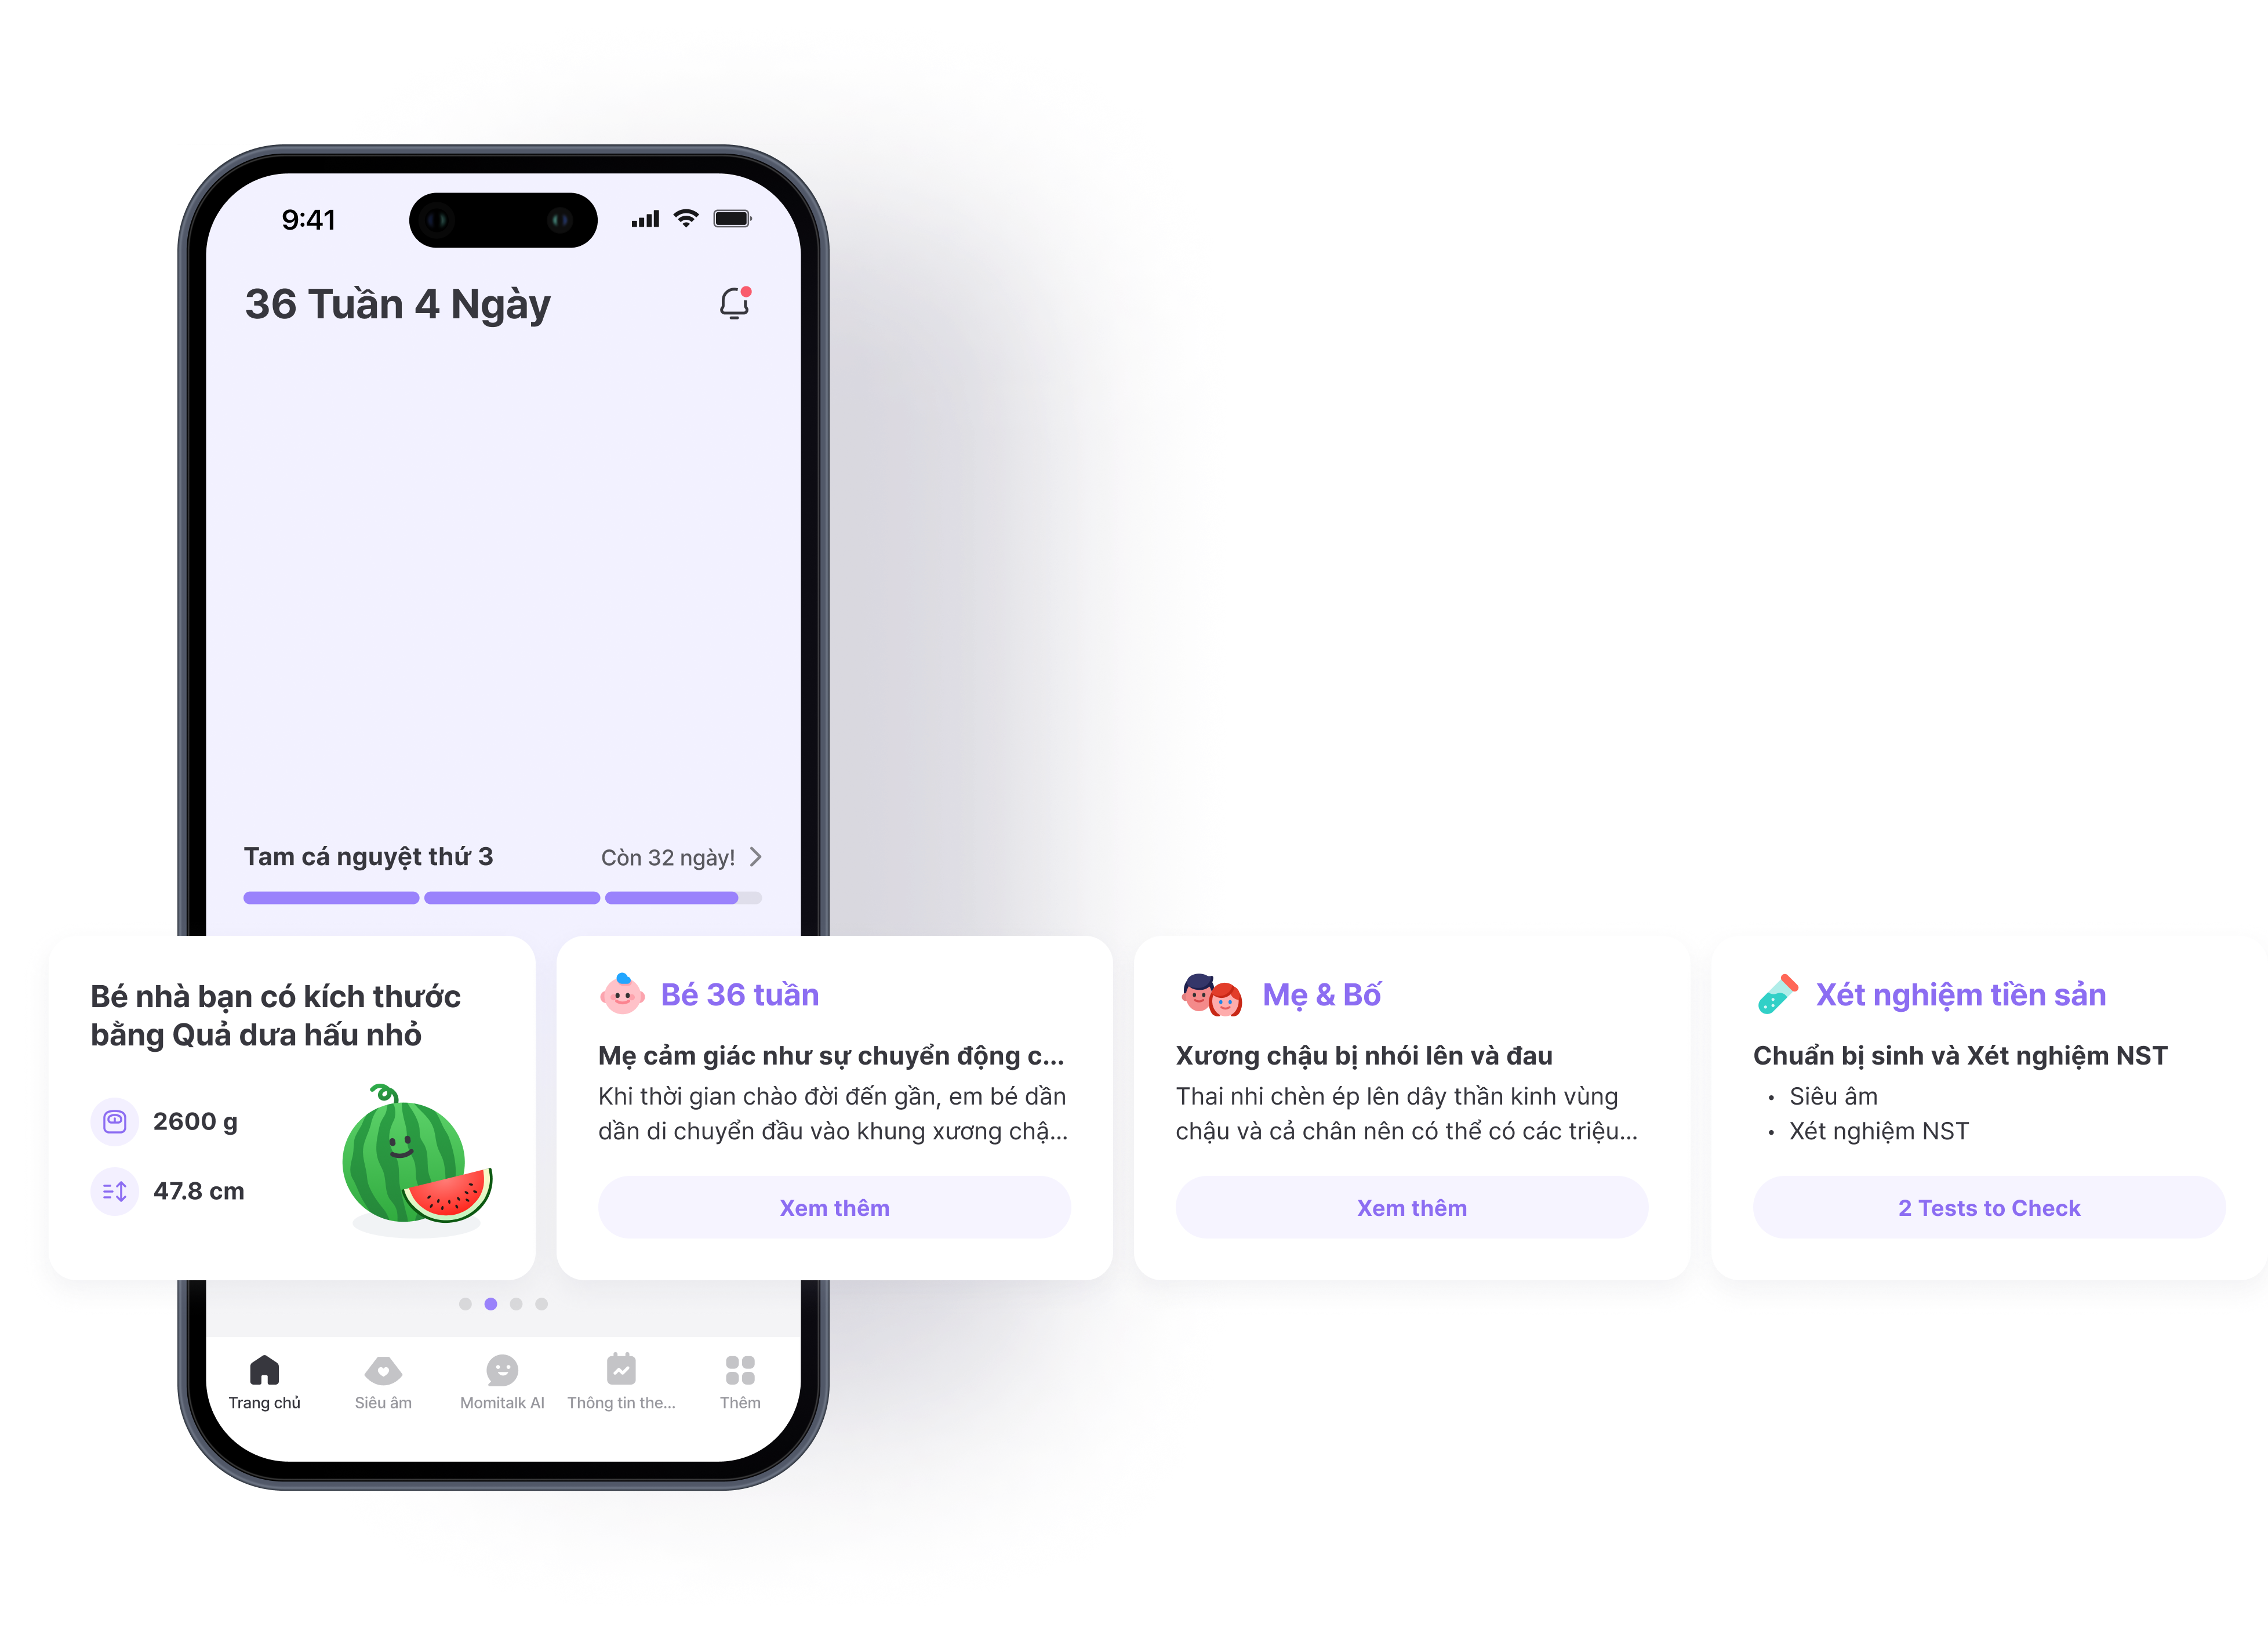 9:41
36 Tuần 4 Ngày
Tam cá nguyệt thứ 3
Còn 32 ngày!
Bé nhà bạn có kích thước
bằng Quả dưa hấu nhỏ
2600 g
47.8 cm
Bé 36 tuần
Mẹ cảm giác như sự chuyển động c...
Khi thời gian chào đời đến gần, em bé dần
dần di chuyển đầu vào khung xương chậ...
Xem thêm
Mẹ & Bố
Xương chậu bị nhói lên và đau
Thai nhi chèn ép lên dây thần kinh vùng
chậu và cả chân nên có thể có các triệu...
Xem thêm
Xét nghiệm tiền sản
Chuẩn bị sinh và Xét nghiệm NST
• Siêu âm
• Xét nghiệm NST
2 Tests to Check
Trang chủ
Siêu âm
Momitalk AI
Thông tin the...
Thêm